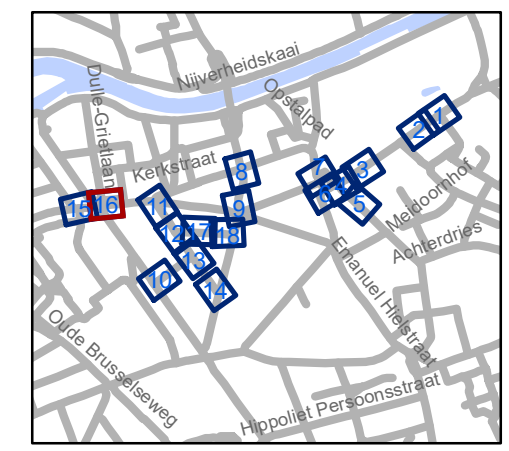 Nijverheidskaai
Dulle-Grietlaan
Opstalpad
Kerkstraat
1
2
3
4
5
6
7
8
9
10
11
12
13
14
15
16
17
18
Meidoornhof
Achterdries
Emanuel Hielstraat
Oude Brusselseweg
Hippoliet Persoonsstraat